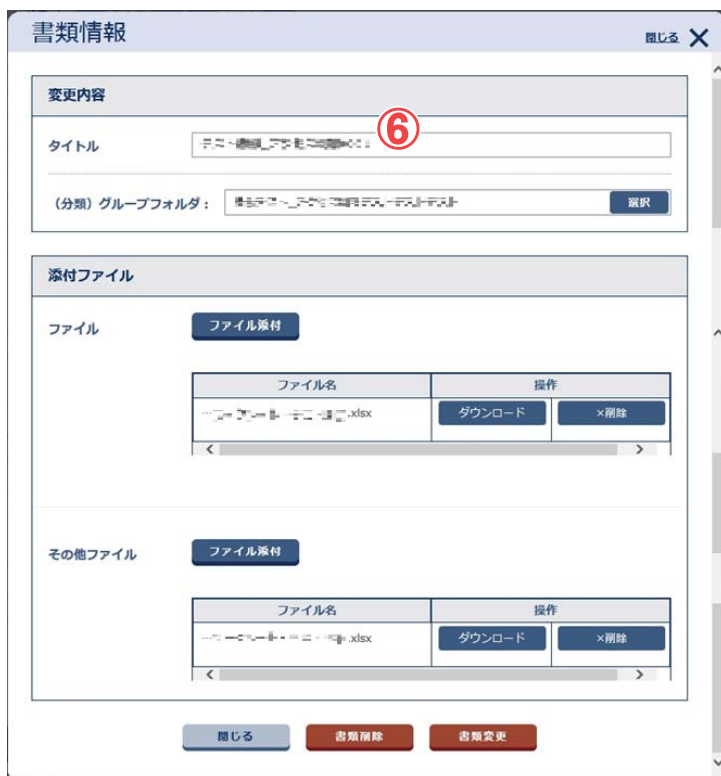 書類情報
閉じる ×
変更内容
⑥
タイトル
（分類）グループフォルダ：
選択
添付ファイル
ファイル
ファイル添付
ファイル名 操作
.xlsx ダウンロード ×削除
その他ファイル
ファイル添付
ファイル名 操作
.xlsx ダウンロード ×削除
閉じる 書類削除 書類変更